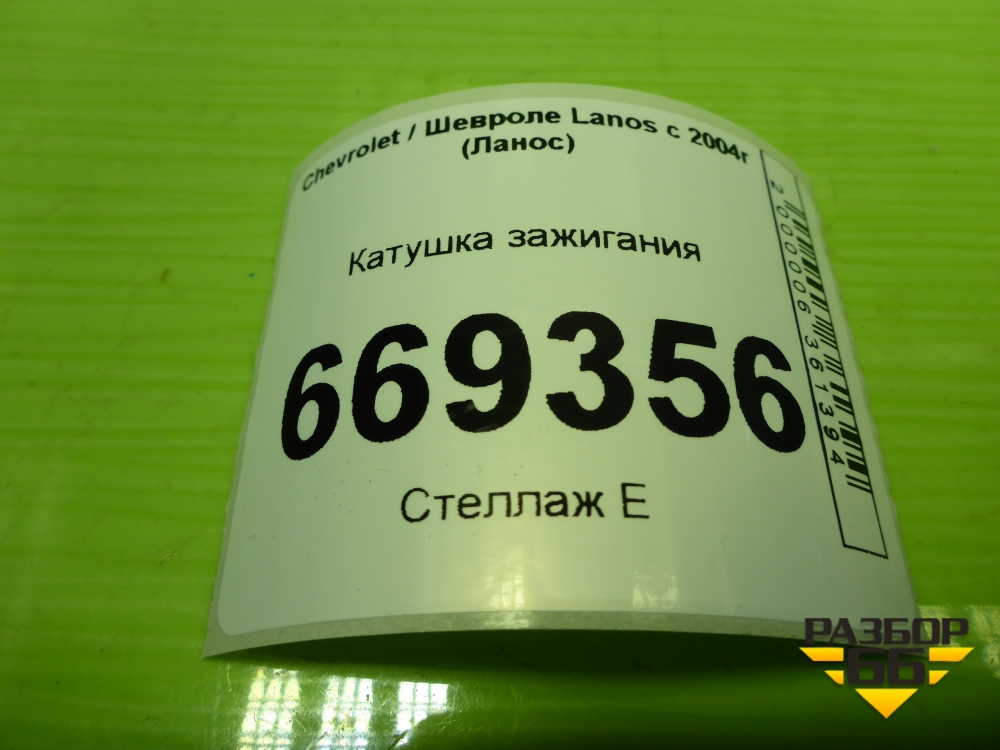 Chevrolet / Шевроле Lanos с 2004г
(Ланос)
Катушка зажигания
669356
Стеллаж Е
2000006361394
РАЗБОР
66